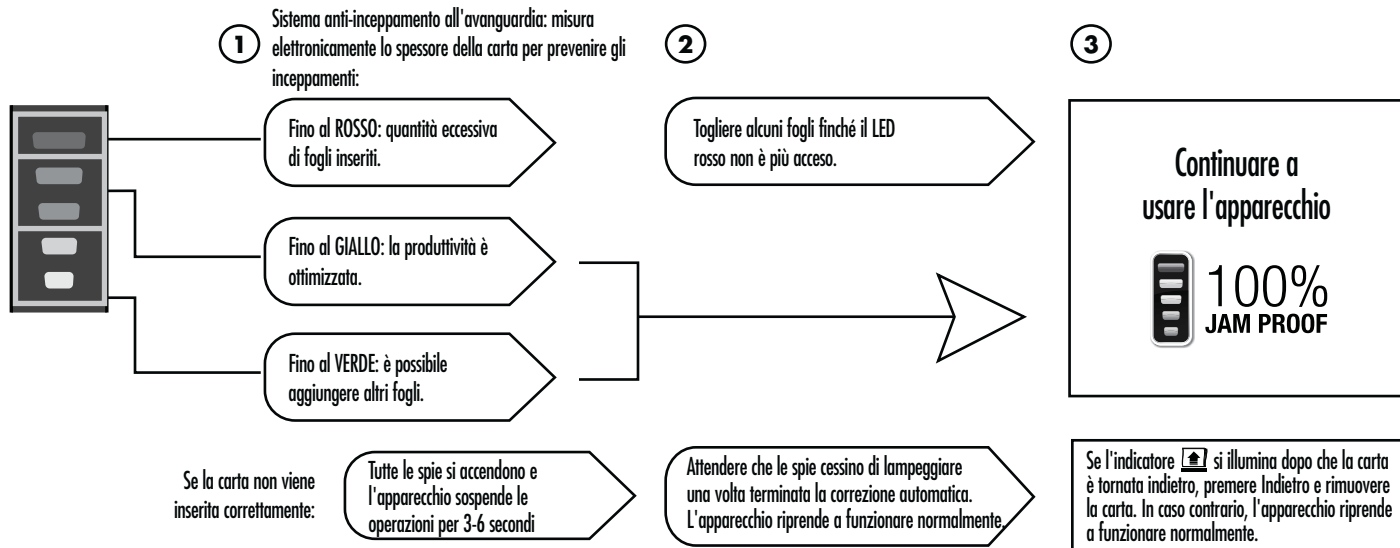 1
Sistema anti-inceppamento all'avanguardia: misura
elettronicamente lo spessore della carta per prevenire gli
inceppamenti:
2
3
Fino al ROSSO: quantità eccessiva
di fogli inseriti.
Togliere alcuni fogli finché il LED
rosso non è più acceso.
Continuare a
usare l'apparecchio
100%
JAM PROOF
Fino al GIALLO: la produttività è
ottimizzata.
Fino al VERDE: è possibile
aggiungere altri fogli.
Se la carta non viene
inserita correttamente:
Tutte le spie si accendono e
l'apparecchio sospende le
operazioni per 3-6 secondi
Attendere che le spie cessino di lampeggiare
una volta terminata la correzione automatica.
L'apparecchio riprende a funzionare normalmente.
Se l'indicatore si illumina dopo che la carta
è tornata indietro, premere Indietro e rimuovere
la carta. In caso contrario, l'apparecchio riprende
a funzionare normalmente.